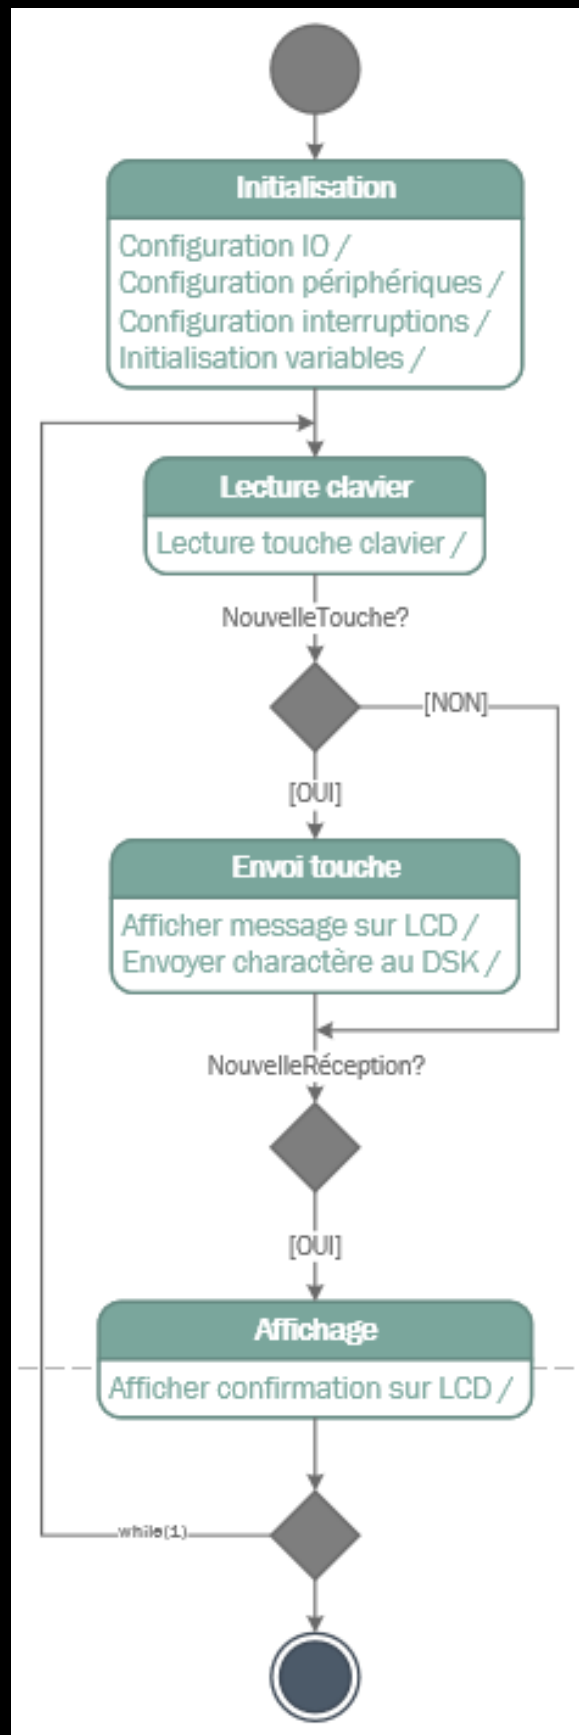 Initialisation
Configuration IO /
Configuration périphériques /
Configuration interruptions /
Initialisation variables /
Lecture clavier
Lecture touche clavier /
NouvelleTouche?
[NON]
[OUI]
Envoi touche
Afficher message sur LCD /
Envoyer charactère au DSK /
NouvelleRéception?
[OUI]
Affichage
Afficher confirmation sur LCD /
while(1)